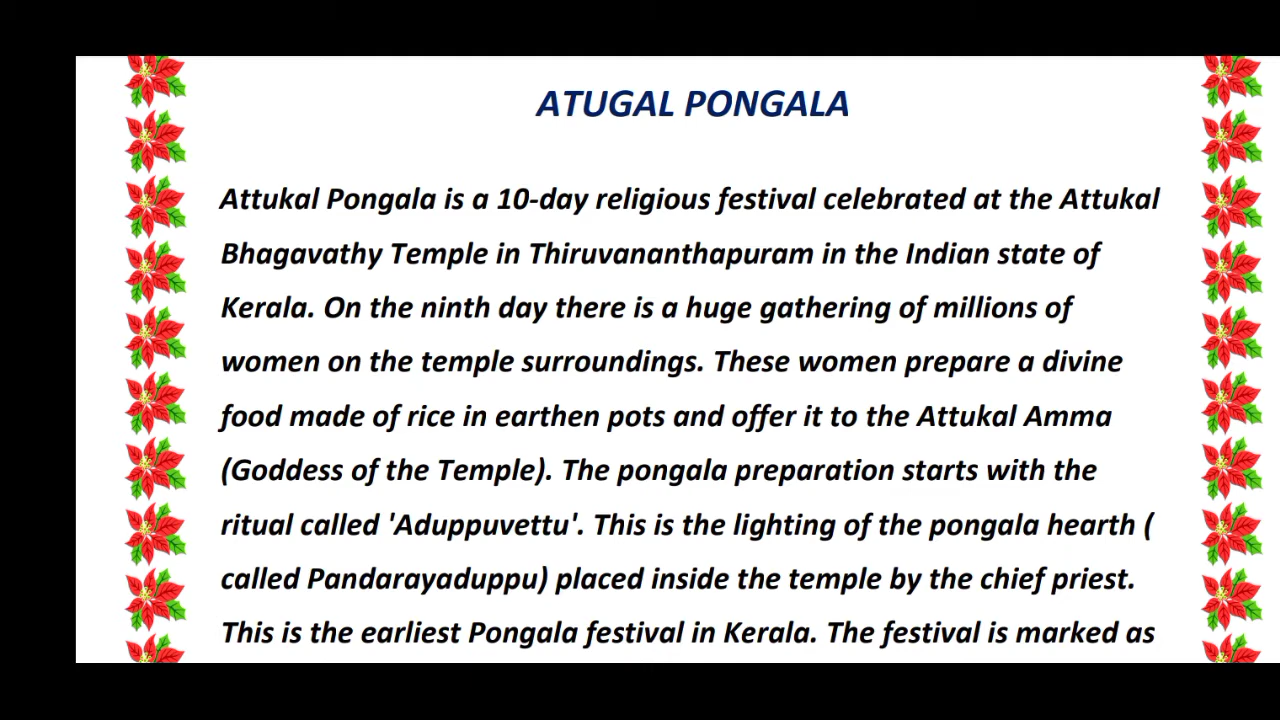 ATUGAL PONGALA
Attukal Pongala is a 10-day religious festival celebrated at the Attukal
Bhagavathy Temple in Thiruvananthapuram in the Indian state of
Kerala. On the ninth day there is a huge gathering of millions of
women on the temple surroundings. These women prepare a divine
food made of rice in earthen pots and offer it to the Attukal Amma
(Goddess of the Temple). The pongala preparation starts with the
ritual called 'Aduppuvettu'. This is the lighting of the pongala hearth (
called Pandarayaduppu) placed inside the temple by the chief priest.
This is the earliest Pongala festival in Kerala. The festival is marked as